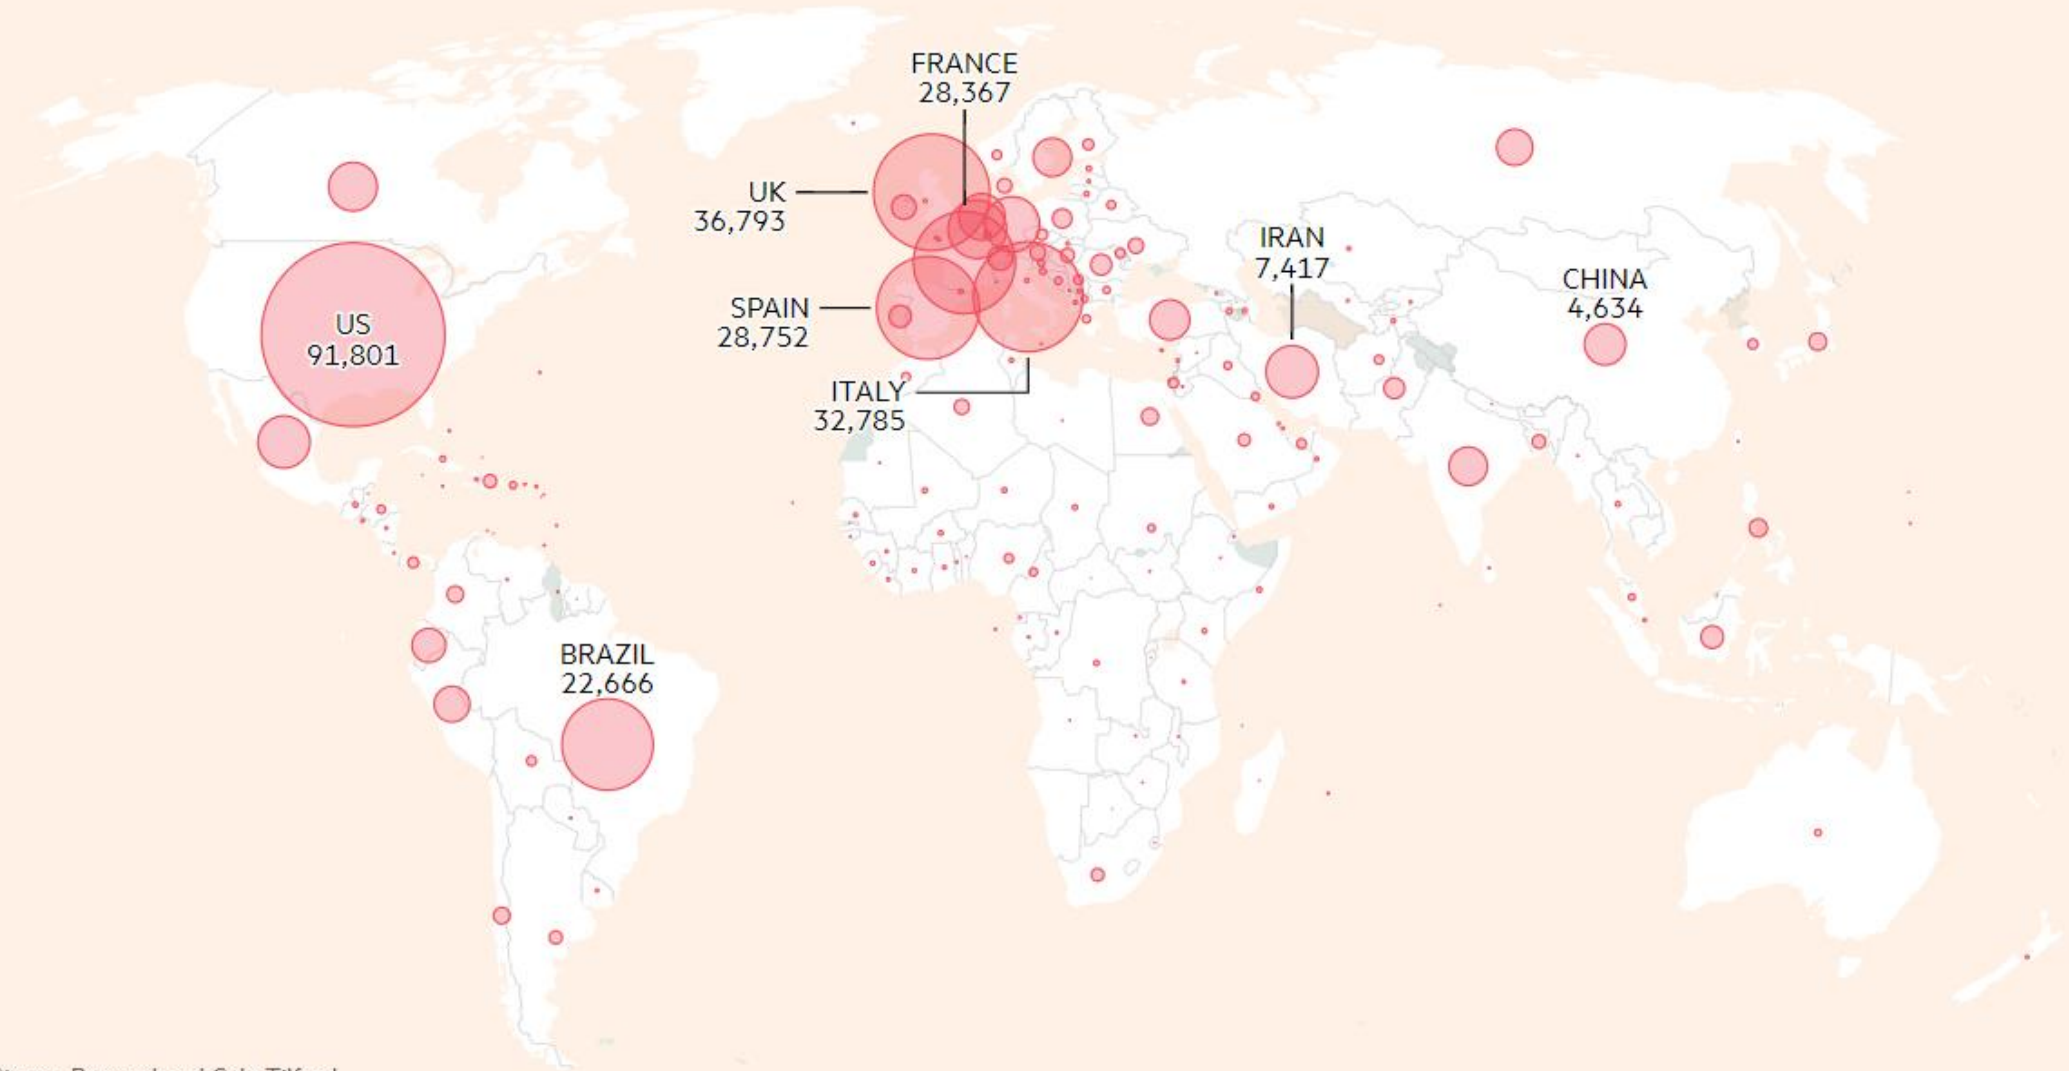 FRANCE
28,367
UK
36,793
IRAN
7,417
CHINA
4,634
SPAIN
28,752
US
91,801
ITALY
32,785
BRAZIL
22,666